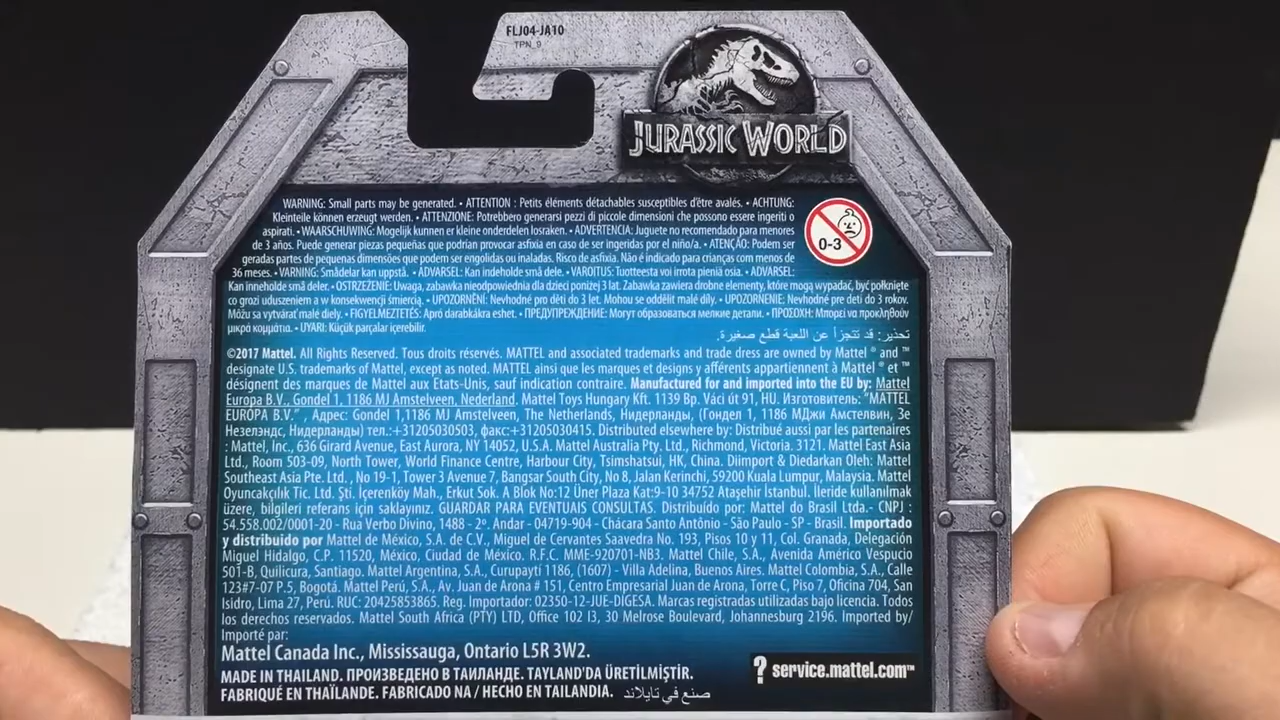 FLJ04-JA10
TPN_9
JURASSIC WORLD
WARNING: Small parts may be generated. • ATTENTION : Petits éléments détachables susceptibles d'être avalés. • ACHTUNG:
Kleinteile können erzeugt werden. • ATTENZIONE: Potrebbero generarsi pezzi di piccole dimensioni che possono essere ingeriti o
aspirati. • WAARSCHUWING: Mogelijk kunnen er kleine onderdelen losraken. • ADVERTENCIA: Juguete no recomendado para menores
de 3 años. Puede generar piezas pequeñas que podrían provocar asfixia en caso de ser ingeridas por el niño/a. • ATENÇÃO: Podem ser
geradas partes de pequenas dimensões que podem ser engolidas ou inaladas. Risco de asfixia. Não é indicado para crianças com menos de
36 meses. • VARNING: Smådelar kan uppstå. • ADVARSEL: Kan indeholde små dele. • VAROITUS: Tuotteesta voi irrota pieniä osia. • ADVARSEL:
Kan inneholde små deler. • OSTRZEŻENIE: Uwaga, zabawka nieodpowiednia dla dzieci poniżej 3 lat. Zabawka zawiera drobne elementy, które mogą wypadać, być połknięte
co grozi uduszeniem a w konsekwencji śmiercią. • UPOZORNĚNÍ: Nevhodné pro děti do 3 let. Mohou se oddělit malé díly. • UPOZORNENIE: Nevhodné pre deti do 3 rokov.
Môžu sa vytvárať malé diely. • FIGYELMEZTETÉS: Apró darabkákra eshet. • ПРЕДУПРЕЖДЕНИЕ: Могут образоваться мелкие детали. • ΠΡΟΣΟΧΗ: Μπορεί να προκληθούν
μικρά κομμάτια. • UYARI: Küçük parçalar içerebilir.
تحذير: قد تتجزأ عن اللعبة قطع صغيرة.
0-3
©2017 Mattel. All Rights Reserved. Tous droits réservés. MATTEL and associated trademarks and trade dress are owned by Mattel ® and ™
designate U.S. trademarks of Mattel, except as noted. MATTEL ainsi que les marques et designs y afférents appartiennent à Mattel ® et ™
désignent des marques de Mattel aux Etats-Unis, sauf indication contraire. Manufactured for and imported into the EU by: Mattel
Europa B.V., Gondel 1, 1186 MJ Amstelveen, Nederland. Mattel Toys Hungary Kft. 1139 Bp. Váci út 91, HU. Изготовитель: "MATTEL
EUROPA B.V." , Адрес: Gondel 1,1186 MJ Amstelveen, The Netherlands, Нидерланды, (Гондел 1, 1186 МДжи Амстелвин, Зе
Незелэндс, Нидерланды) тел.:+31205030503, факс:+31205030415. Distributed elsewhere by: Distribué aussi par les partenaires
: Mattel, Inc., 636 Girard Avenue, East Aurora, NY 14052, U.S.A. Mattel Australia Pty. Ltd., Richmond, Victoria. 3121. Mattel East Asia
Ltd., Room 503-09, North Tower, World Finance Centre, Harbour City, Tsimshatsui, HK, China. Diimport & Diedarkan Oleh: Mattel
Southeast Asia Pte. Ltd. , No 19-1, Tower 3 Avenue 7, Bangsar South City, No 8, Jalan Kerinchi, 59200 Kuala Lumpur, Malaysia. Mattel
Oyuncakçılık Tic. Ltd. Şti. İçerenköy Mah., Erkut Sok. A Blok No:12 Üner Plaza Kat:9-10 34752 Ataşehir İstanbul. İleride kullanılmak
üzere, bilgileri referans için saklayınız. GUARDAR PARA EVENTUAIS CONSULTAS. Distribuído por: Mattel do Brasil Ltda.- CNPJ :
54.558.002/0001-20 - Rua Verbo Divino, 1488 - 2º. Andar - 04719-904 - Chácara Santo Antônio - São Paulo - SP - Brasil. Importado
y distribuido por Mattel de México, S.A. de C.V., Miguel de Cervantes Saavedra No. 193, Pisos 10 y 11, Col. Granada, Delegación
Miguel Hidalgo, C.P. 11520, México, Ciudad de México. R.F.C. MME-920701-NB3. Mattel Chile, S.A., Avenida Américo Vespucio
501-B, Quilicura, Santiago. Mattel Argentina, S.A., Curupaytí 1186, (1607) - Villa Adelina, Buenos Aires. Mattel Colombia, S.A., Calle
123#7-07 P.5, Bogotá. Mattel Perú, S.A., Av. Juan de Arona # 151, Centro Empresarial Juan de Arona, Torre C, Piso 7, Oficina 704, San
Isidro, Lima 27, Perú. RUC: 20425853865. Reg. Importador: 02350-12-JUE-DIGESA. Marcas registradas utilizadas bajo licencia. Todos
los derechos reservados. Mattel South Africa (PTY) LTD, Office 102 I3, 30 Melrose Boulevard, Johannesburg 2196. Imported by/
Importé par:
Mattel Canada Inc., Mississauga, Ontario L5R 3W2.
MADE IN THAILAND. ПРОИЗВЕДЕНО В ТАИЛАНДЕ. TAYLAND'DA ÜRETİLMİŞTİR.
FABRIQUÉ EN THAÏLANDE. FABRICADO NA / HECHO EN TAILANDIA. صنع في تايلاند
? service.mattel.com™